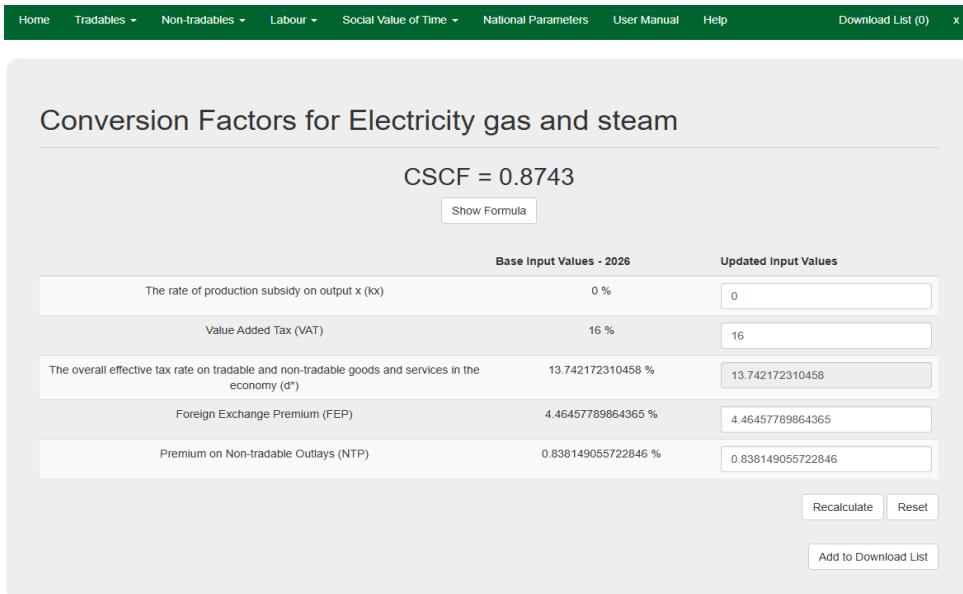 Home Tradables Non-tradables Labour Social Value of Time National Parameters User Manual Help Download List (0) x
Conversion Factors for Electricity gas and steam
CSCF = 0.8743
Show Formula
Base Input Values - 2026 Updated Input Values
The rate of production subsidy on output x (kx) 0 % 0
Value Added Tax (VAT) 16 % 16
The overall effective tax rate on tradable and non-tradable goods and services in the 13.742172310458 % 13.742172310458
economy (d*)
Foreign Exchange Premium (FEP) 4.46457789864365 % 4.46457789864365
Premium on Non-tradable Outlays (NTP) 0.838149055722846 % 0.838149055722846
Recalculate Reset
Add to Download List